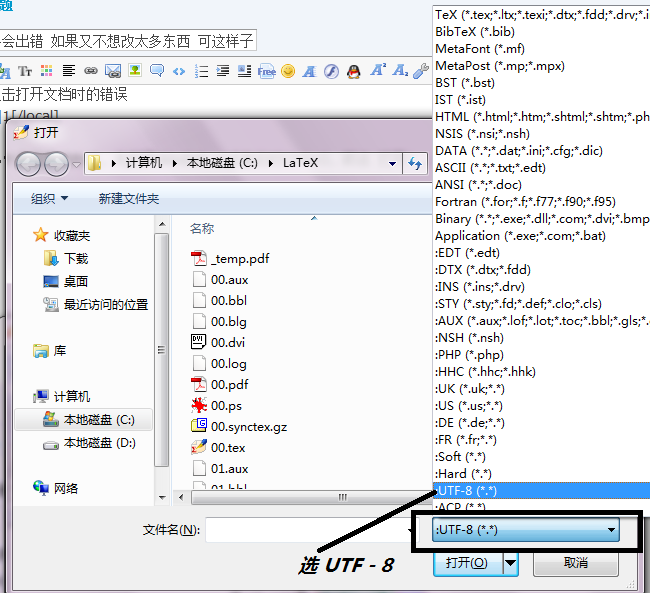 题
会出错 如果又不想改太多东西 可这样子
Tт
Free
击打开文档时的错误
1[/local]
打开
计算机 本地磁盘 (C:) LaTeX
组织 新建文件夹
收藏夹
下载
桌面
最近访问的位置
库
计算机
本地磁盘 (C:)
本地磁盘 (D:)
网络
名称
_temp.pdf
00.aux
00.bbl
00.blg
00.dvi
00.log
00.pdf
00.ps
00.synctex.gz
00.tex
01.aux
01.bbl
TeX (*.tex;*.ltx;*.texi;*.dtx;*.fdd;*.drv;*.i
BibTeX (*.bib)
MetaFont (*.mf)
MetaPost (*.mp;*.mpx)
BST (*.bst)
IST (*.ist)
HTML (*.html;*.htm;*.shtml;*.shtm;*.ph
NSIS (*.nsi;*.nsh)
DATA (*.*;*.dat;*.ini;*.cfg;*.dic)
ASCII (*.*;*.txt;*.edt)
ANSI (*.*;*.doc)
Fortran (*.for;*.f;*.f77;*.f90;*.f95)
Binary (*.*;*.exe;*.dll;*.com;*.dvi;*.bmp
Application (*.exe;*.com;*.bat)
:EDT (*.edt)
:DTX (*.dtx;*.fdd)
:INS (*.ins;*.drv)
:STY (*.sty;*.fd;*.def;*.clo;*.cls)
:AUX (*.aux;*.lof;*.lot;*.toc;*.bbl;*.gls;*.
:NSH (*.nsh)
:PHP (*.php)
:HHC (*.hhc;*.hhk)
:UK (*.uk;*.*)
:US (*.us;*.*)
:DE (*.de;*.*)
:FR (*.fr;*.*)
:Soft (*.*)
:Hard (*.*)
:UTF-8 (*.*)
:ACP (*.*)
文件名(N):
:UTF-8 (*.*)
选 UTF - 8
打开(O) 取消